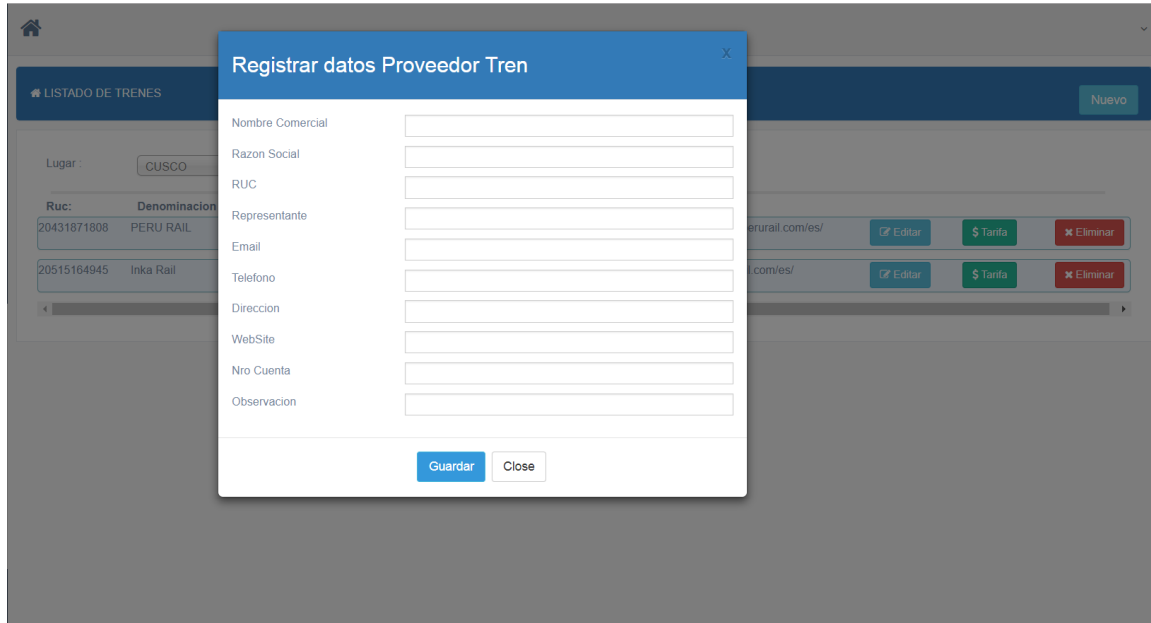 Registrar datos Proveedor Tren
X
LISTADO DE TRENES
Nuevo
Nombre Comercial
Razon Social
RUC
Representante
Email
Telefono
Direccion
WebSite
Nro Cuenta
Observacion
Guardar Close
Lugar : CUSCO
Ruc: Denominacion
20431871808 PERU RAIL erurail.com/es/ Editar $ Tarifa Eliminar
20515164945 Inka Rail l.com/es/ Editar $ Tarifa Eliminar